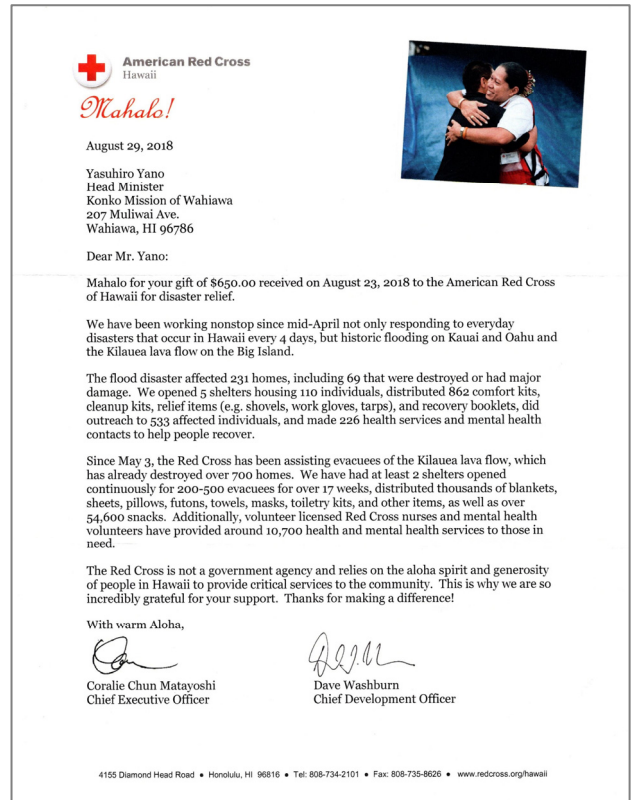 American Red Cross
Hawaii
Mahalo!
August 29, 2018
Yasuhiro Yano
Head Minister
Konko Mission of Wahiawa
207 Muliwai Ave.
Wahiawa, HI 96786
Dear Mr. Yano:
Mahalo for your gift of $650.00 received on August 23, 2018 to the American Red Cross
of Hawaii for disaster relief.
We have been working nonstop since mid-April not only responding to everyday
disasters that occur in Hawaii every 4 days, but historic flooding on Kauai and Oahu and
the Kilauea lava flow on the Big Island.
The flood disaster affected 231 homes, including 69 that were destroyed or had major
damage. We opened 5 shelters housing 110 individuals, distributed 862 comfort kits,
cleanup kits, relief items (e.g. shovels, work gloves, tarps), and recovery booklets, did
outreach to 533 affected individuals, and made 226 health services and mental health
contacts to help people recover.
Since May 3, the Red Cross has been assisting evacuees of the Kilauea lava flow, which
has already destroyed over 700 homes. We have had at least 2 shelters opened
continuously for 200-500 evacuees for over 17 weeks, distributed thousands of blankets,
sheets, pillows, futons, towels, masks, toiletry kits, and other items, as well as over
54,600 snacks. Additionally, volunteer licensed Red Cross nurses and mental health
volunteers have provided around 10,700 health and mental health services to those in
need.
The Red Cross is not a government agency and relies on the aloha spirit and generosity
of people in Hawaii to provide critical services to the community. This is why we are so
incredibly grateful for your support. Thanks for making a difference!
With warm Aloha,
Coralie Chun Matayoshi
Chief Executive Officer
Dave Washburn
Chief Development Officer
4155 Diamond Head Road ● Honolulu, HI 96816 ● Tel: 808-734-2101 ● Fax: 808-735-8626 ● www.redcross.org/hawaii